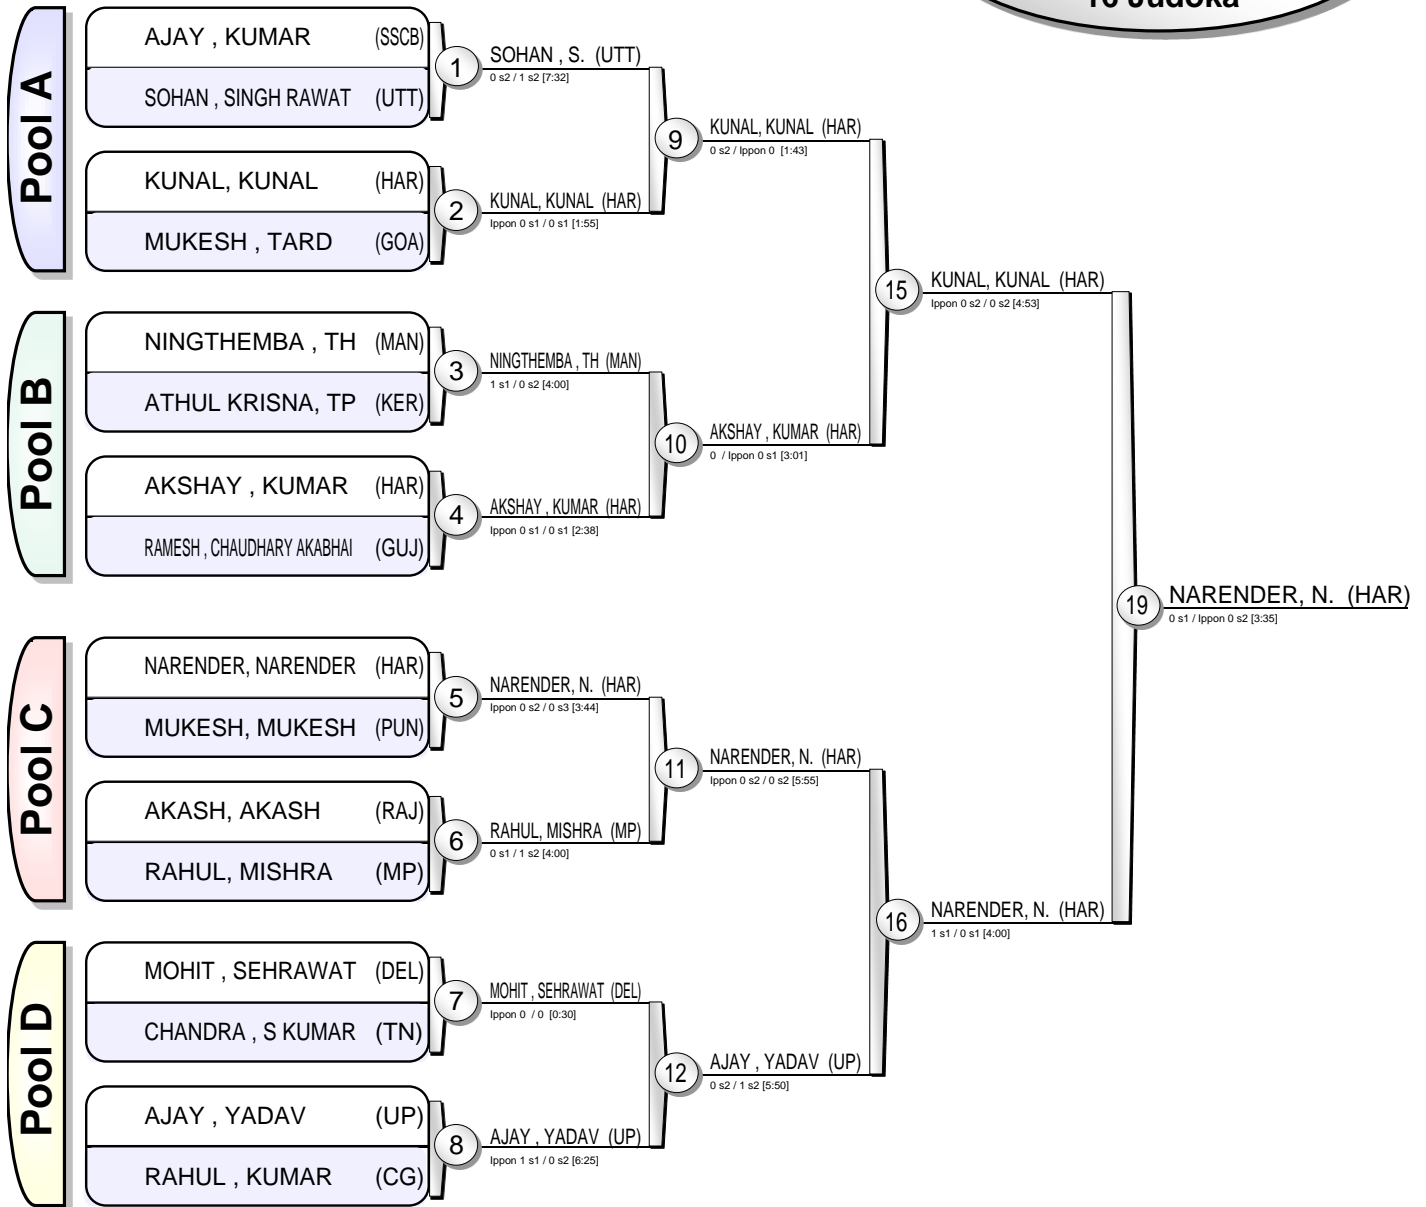 16 Judoka
Pool A
AJAY , KUMAR (SSCB)
SOHAN , SINGH RAWAT (UTT)
1
SOHAN , S. (UTT)
0 s2 / 1 s2 [7:32]
KUNAL, KUNAL (HAR)
MUKESH , TARD (GOA)
2
KUNAL, KUNAL (HAR)
Ippon 0 s1 / 0 s1 [1:55]
9
KUNAL, KUNAL (HAR)
0 s2 / Ippon 0 [1:43]
Pool B
NINGTHEMBA , TH (MAN)
ATHUL KRISNA, TP (KER)
3
NINGTHEMBA , TH (MAN)
1 s1 / 0 s2 [4:00]
AKSHAY , KUMAR (HAR)
RAMESH , CHAUDHARY AKABHAI (GUJ)
4
AKSHAY , KUMAR (HAR)
Ippon 0 s1 / 0 s1 [2:38]
10
AKSHAY , KUMAR (HAR)
0 / Ippon 0 s1 [3:01]
15
KUNAL, KUNAL (HAR)
Ippon 0 s2 / 0 s2 [4:53]
Pool C
NARENDER, NARENDER (HAR)
MUKESH, MUKESH (PUN)
5
NARENDER, N. (HAR)
Ippon 0 s2 / 0 s3 [3:44]
AKASH, AKASH (RAJ)
RAHUL, MISHRA (MP)
6
RAHUL, MISHRA (MP)
0 s1 / 1 s2 [4:00]
11
NARENDER, N. (HAR)
Ippon 0 s2 / 0 s2 [5:55]
Pool D
MOHIT , SEHRAWAT (DEL)
CHANDRA , S KUMAR (TN)
7
MOHIT , SEHRAWAT (DEL)
Ippon 0 / 0 [0:30]
AJAY , YADAV (UP)
RAHUL , KUMAR (CG)
8
AJAY , YADAV (UP)
Ippon 1 s1 / 0 s2 [6:25]
12
AJAY , YADAV (UP)
0 s2 / 1 s2 [5:50]
16
NARENDER, N. (HAR)
1 s1 / 0 s1 [4:00]
19
NARENDER, N. (HAR)
0 s1 / Ippon 0 s2 [3:35]